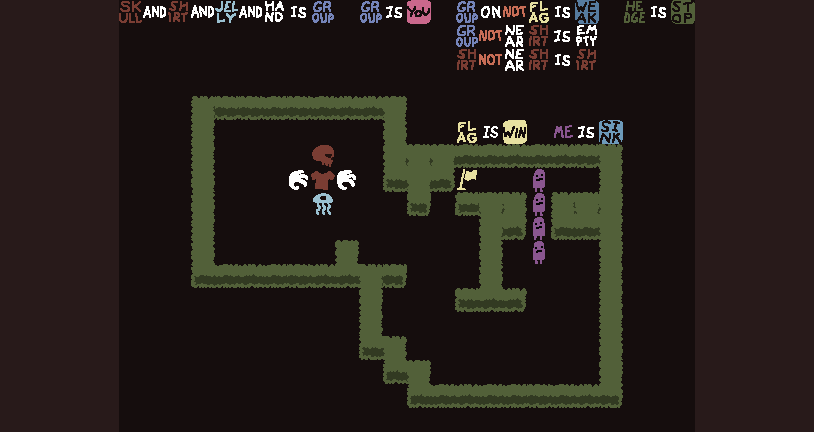 SKULL AND SHIRT AND JELLY AND HAND IS GROUP GROUP IS YOU GROUP ON NOT FLAG IS WEAK HEDGE IS STOP
GROUP NOT NEAR SHIRT IS EMPTY
SHIRT NOT NEAR SHIRT IS SHIRT
FLAG IS WIN ME IS SINK